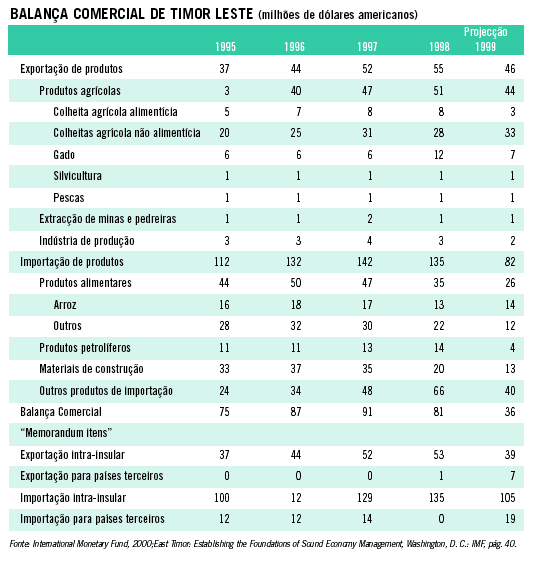 BALANÇA COMERCIAL DE TIMOR LESTE (milhões de dólares americanos)
Projecção
1995 1996 1997 1998 1999
Exportação de produtos 37 44 52 55 46
Produtos agrícolas 3 40 47 51 44
Colheita agrícola alimentícia 5 7 8 8 3
Colheitas agrícola não alimentícia 20 25 31 28 33
Gado 6 6 6 12 7
Silvicultura 1 1 1 1 1
Pescas 1 1 1 1 1
Extracção de minas e pedreiras 1 1 2 1 1
Indústria de produção 3 3 4 3 2
Importação de produtos 112 132 142 135 82
Produtos alimentares 44 50 47 35 26
Arroz 16 18 17 13 14
Outros 28 32 30 22 12
Produtos petrolíferos 11 11 13 14 4
Materiais de construção 33 37 35 20 13
Outros produtos de importação 24 34 48 66 40
Balança Comercial 75 87 91 81 36
“Memorandum itens”
Exportação intra-insular 37 44 52 53 39
Exportação para países terceiros 0 0 0 1 7
Importação intra-insular 100 12 129 135 105
Importação para países terceiros 12 12 14 0 19
Fonte: International Monetary Fund, 2000;East Timor: Establishing the Foundations of Sound Economy Management, Washington, D. C.: IMF, pág. 40.